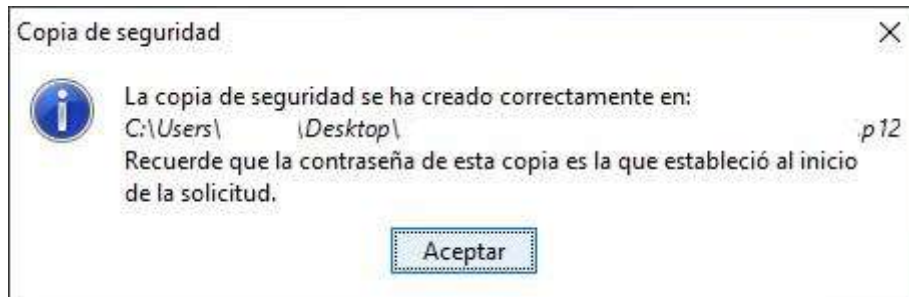 Copia de seguridad
La copia de seguridad se ha creado correctamente en:
C:\Users\ \Desktop\ .p12
Recuerde que la contraseña de esta copia es la que estableció al inicio
de la solicitud.
Aceptar